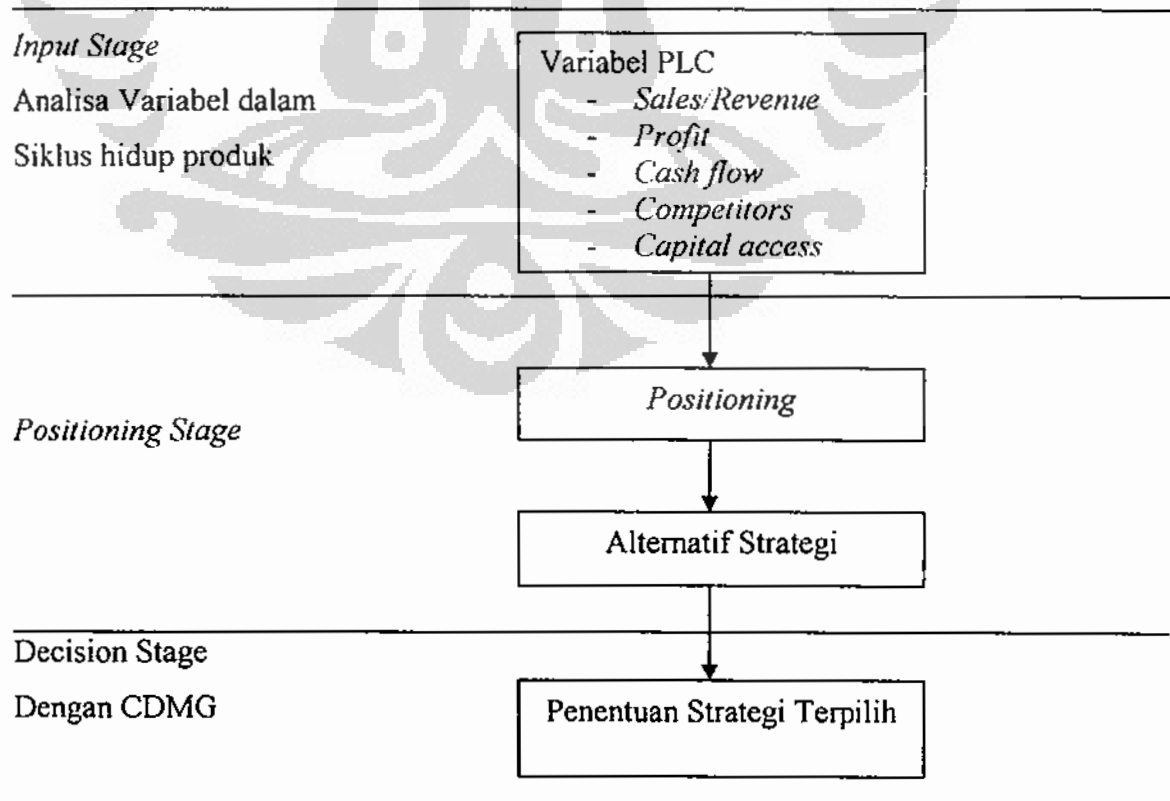 Input Stage
Analisa Variabel dalam
Siklus hidup produk
Variabel PLC
- Sales/Revenue
- Profit
- Cash flow
- Competitors
- Capital access
Positioning Stage
Positioning
Alternatif Strategi
Decision Stage
Dengan CDMG
Penentuan Strategi Terpilih